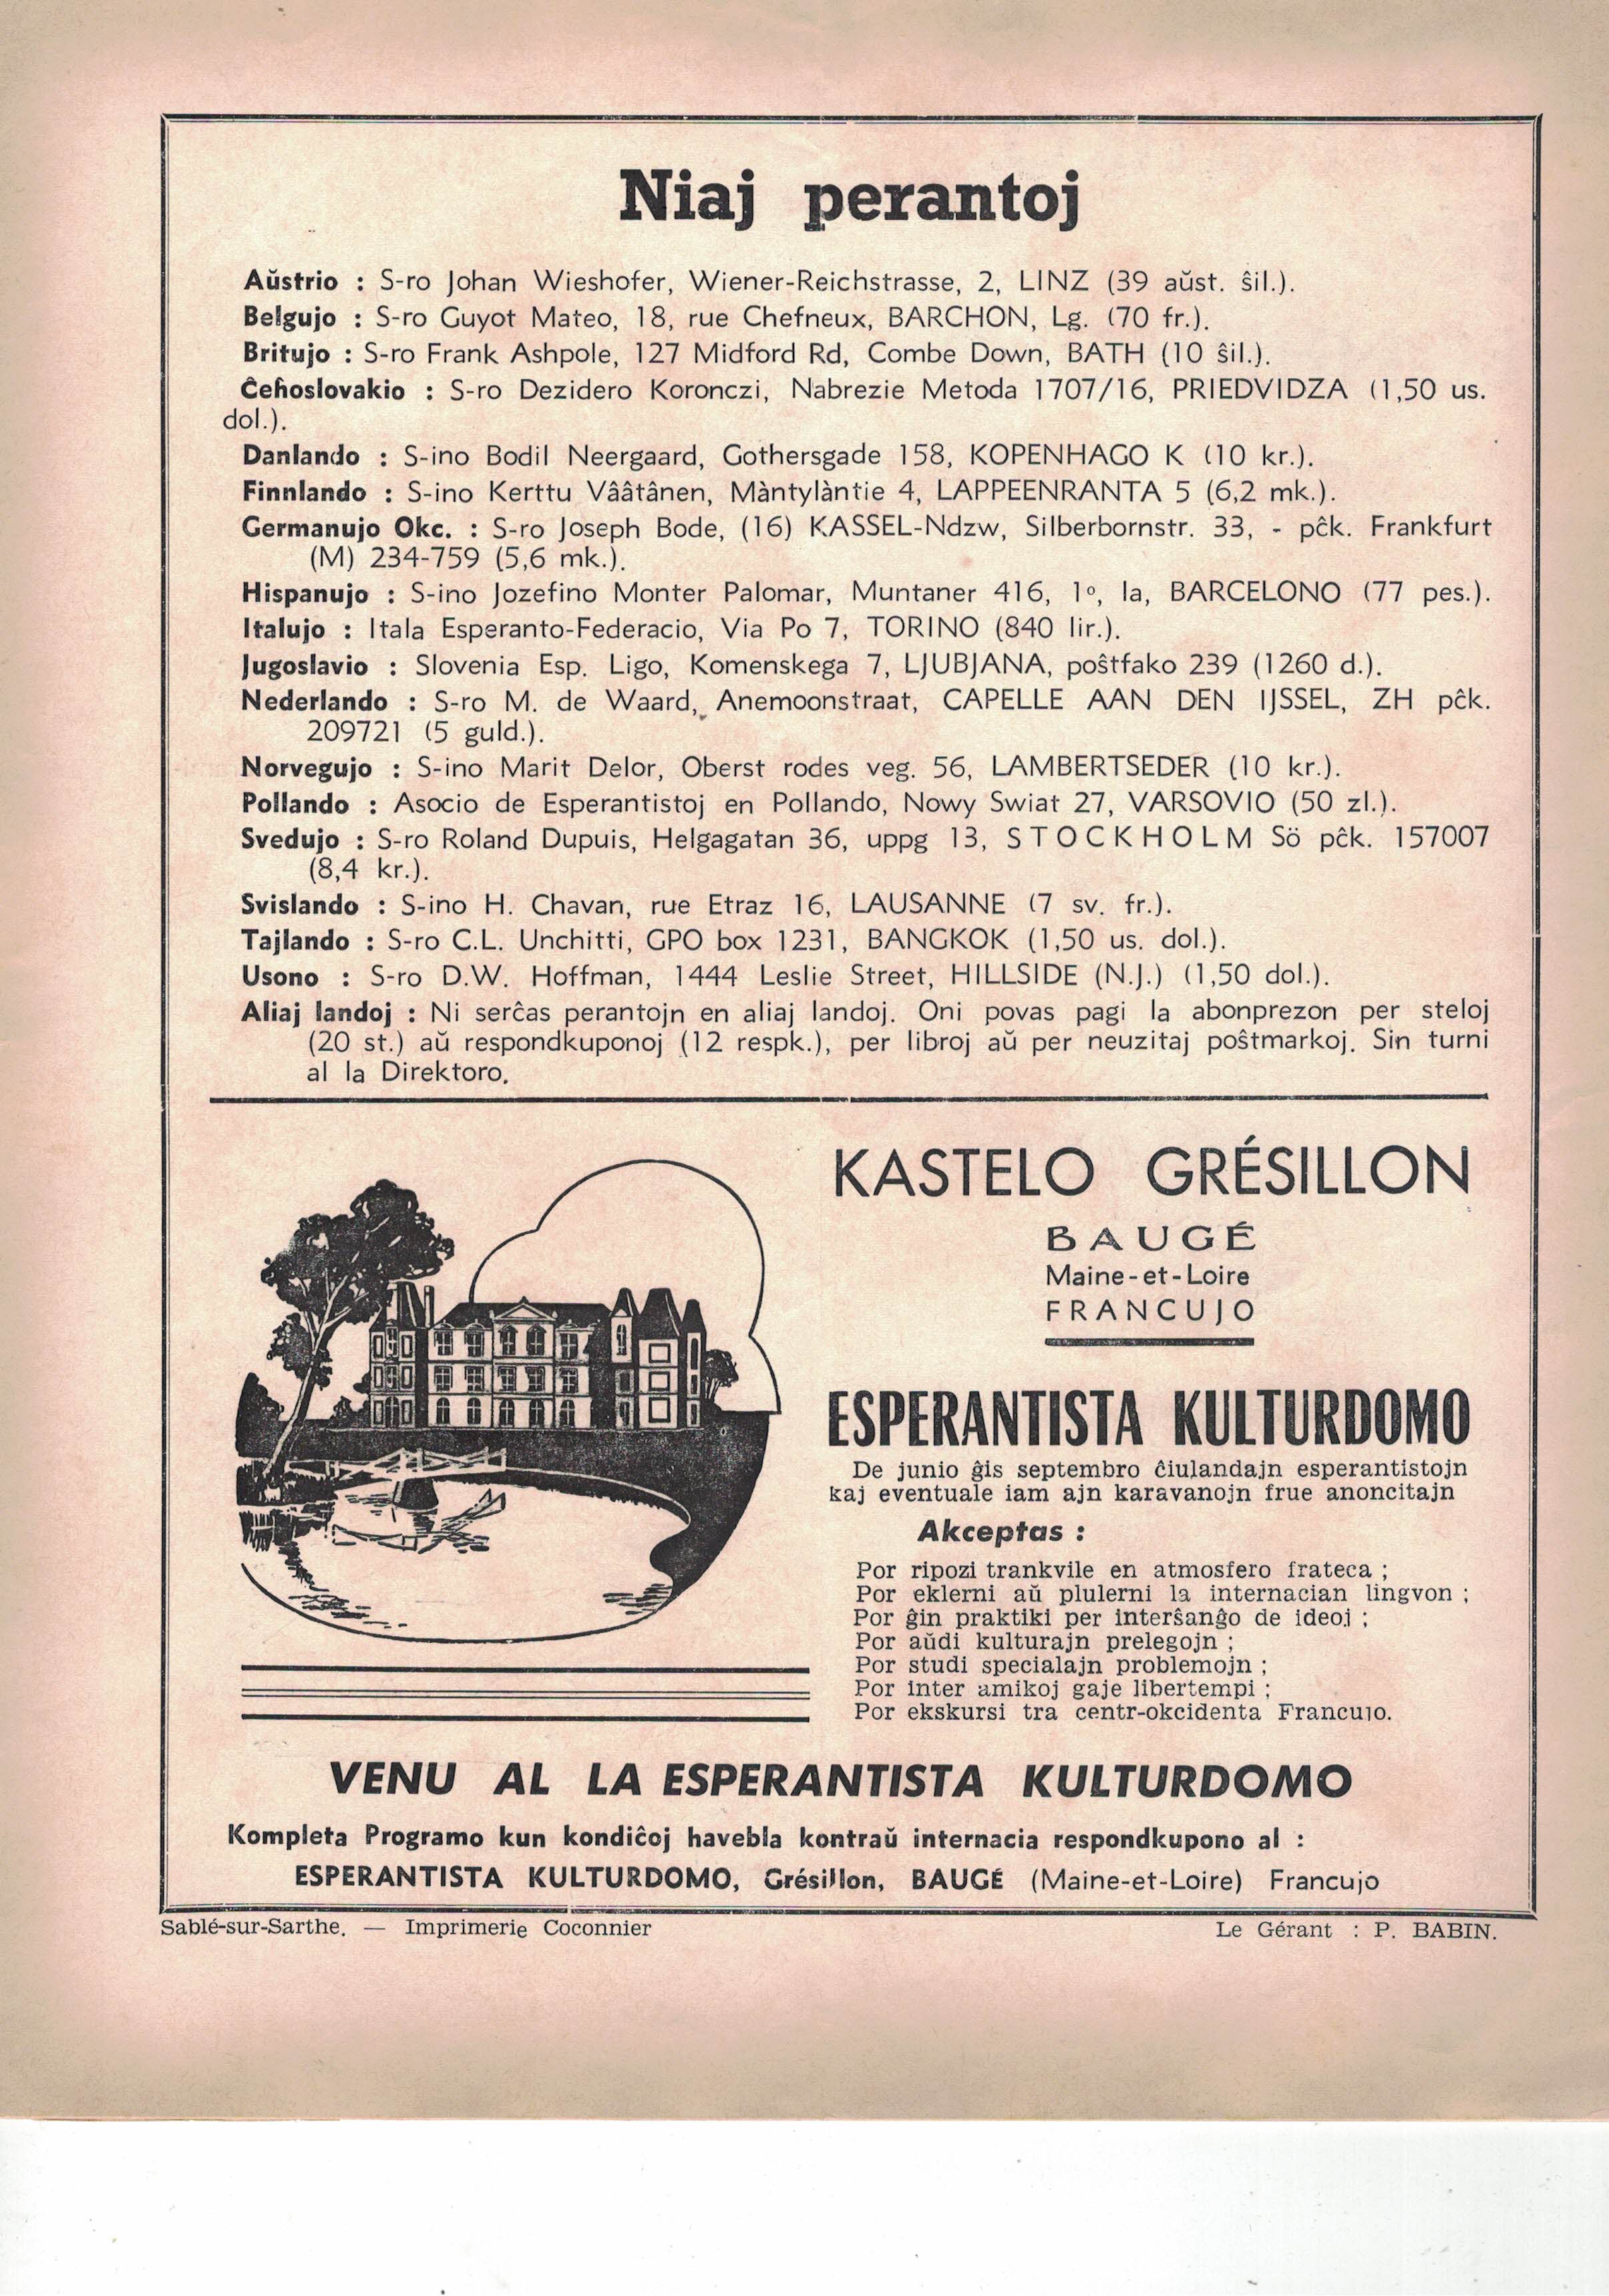 Niaj perantoj
Aŭstrio : S-ro Johan Wieshofer, Wiener-Reichstrasse, 2, LINZ (39 aŭst. ŝil.).
Belgujo : S-ro Guyot Mateo, 18, rue Chefneux, BARCHON, Lg. (70 fr.).
Britujo : S-ro Frank Ashpole, 127 Midford Rd, Combe Down, BATH (10 ŝil.).
Ĉeĥoslovakio : S-ro Dezidero Koronczi, Nabrezie Metoda 1707/16, PRIEDVIDZA (1,50 us.
dol.).
Danlando : S-ino Bodil Neergaard, Gothersgade 158, KOPENHAGO K (10 kr.).
Finnlando : S-ino Kerttu Vââtânen, Màntylàntie 4, LAPPEENRANTA 5 (6,2 mk.).
Germanujo Okc. : S-ro Joseph Bode, (16) KASSEL-Ndzw, Silberbornstr. 33, - pĉk. Frankfurt
(M) 234-759 (5,6 mk.).
Hispanujo : S-ino Jozefino Monter Palomar, Muntaner 416, 1º, la, BARCELONO (77 pes.).
Italujo : Itala Esperanto-Federacio, Via Po 7, TORINO (840 lir.).
Jugoslavio : Slovenia Esp. Ligo, Komenskega 7, LJUBJANA, poŝtfako 239 (1260 d.).
Nederlando : S-ro M. de Waard, Anemoonstraat, CAPELLE AAN DEN IJSSEL, ZH pĉk.
209721 (5 guld.).
Norvegujo : S-ino Marit Delor, Oberst rodes veg. 56, LAMBERTSEDER (10 kr.).
Pollando : Asocio de Esperantistoj en Pollando, Nowy Swiat 27, VARSOVIO (50 zl.).
Svedujo : S-ro Roland Dupuis, Helgagatan 36, uppg 13, STOCKHOLM Sö pĉk. 157007
(8,4 kr.).
Svislando : S-ino H. Chavan, rue Etraz 16, LAUSANNE (7 sv. fr.).
Tajlando : S-ro C.L. Unchitti, GPO box 1231, BANGKOK (1,50 us. dol.).
Usono : S-ro D.W. Hoffman, 1444 Leslie Street, HILLSIDE (N.J.) (1,50 dol.).
Aliaj landoj : Ni serĉas perantojn en aliaj landoj. Oni povas pagi la abonprezon per steloj
(20 st.) aŭ respondkuponoj (12 respk.), per libroj aŭ per neuzitaj poŝtmarkoj. Sin turni
al la Direktoro.
KASTELO GRÉSILLON
BAUGÉ
Maine-et-Loire
FRANCUJO
ESPERANTISTA KULTURDOMO
De junio ĝis septembro ĉiulandajn esperantistojn
kaj eventuale iam ajn karavanojn frue anoncitajn
Akceptas :
Por ripozi trankvile en atmosfero frateca ;
Por eklerni aŭ plulerni la internacian lingvon ;
Por ĝin praktiki per interŝanĝo de ideoj ;
Por aŭdi kulturajn prelegojn ;
Por studi specialajn problemojn ;
Por inter amikoj gaje libertempi ;
Por ekskursi tra centr-okcidenta Francujo.
VENU AL LA ESPERANTISTA KULTURDOMO
Kompleta Programo kun kondiĉoj havebla kontraŭ internacia respondkupono al :
ESPERANTISTA KULTURDOMO, Grésillon, BAUGÉ (Maine-et-Loire) Francujo
Sablé-sur-Sarthe. — Imprimerie Coconnier
Le Gérant : P. BABIN.